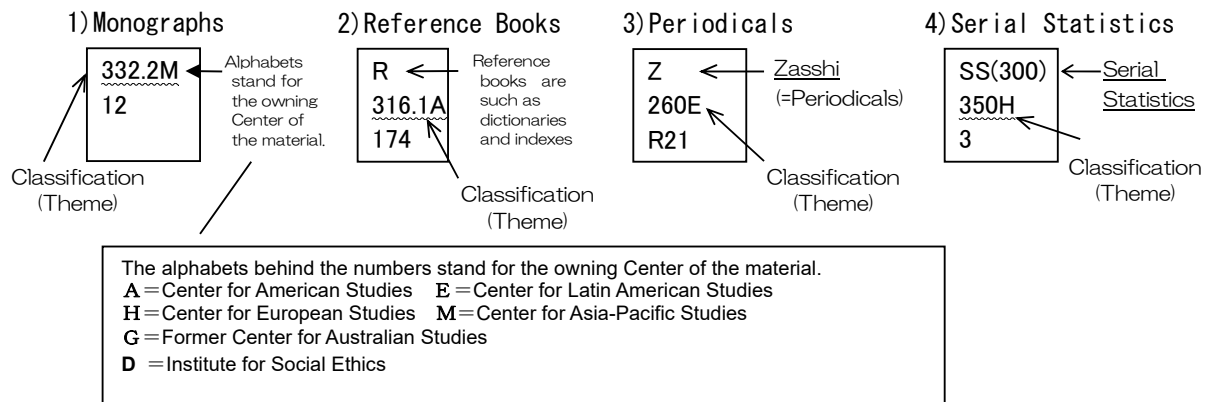 1)Monographs
332.2M
12
Alphabets
stand for
the owning
Center of
the material.
Classification
(Theme)
2)Reference Books
R
316.1A
174
Reference
books are
such as
dictionaries
and indexes
Classification
(Theme)
3)Periodicals
Z
260E
R21
Zasshi
(=Periodicals)
Classification
(Theme)
4)Serial Statistics
SS(300)
350H
3
Serial
Statistics
Classification
(Theme)
The alphabets behind the numbers stand for the owning Center of the material.
A=Center for American Studies E=Center for Latin American Studies
H=Center for European Studies M=Center for Asia-Pacific Studies
G=Former Center for Australian Studies
D =Institute for Social Ethics